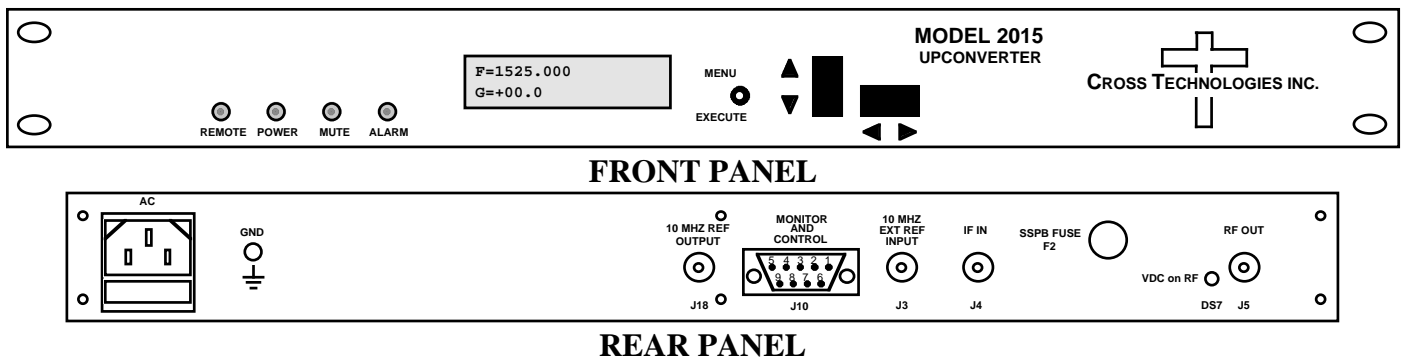 MODEL 2015
UPCONVERTER
CROSS TECHNOLOGIES INC.
F=1525.000
G=+00.0
MENU
EXECUTE
REMOTE POWER MUTE ALARM
FRONT PANEL
AC
GND
10 MHZ REF
OUTPUT
J18
MONITOR
AND
CONTROL
5 4 3 2 1
9 8 7 6
J10
10 MHZ
EXT REF
INPUT
J3
IF IN
J4
SSPB FUSE
F2
VDC on RF
DS7
RF OUT
J5
REAR PANEL